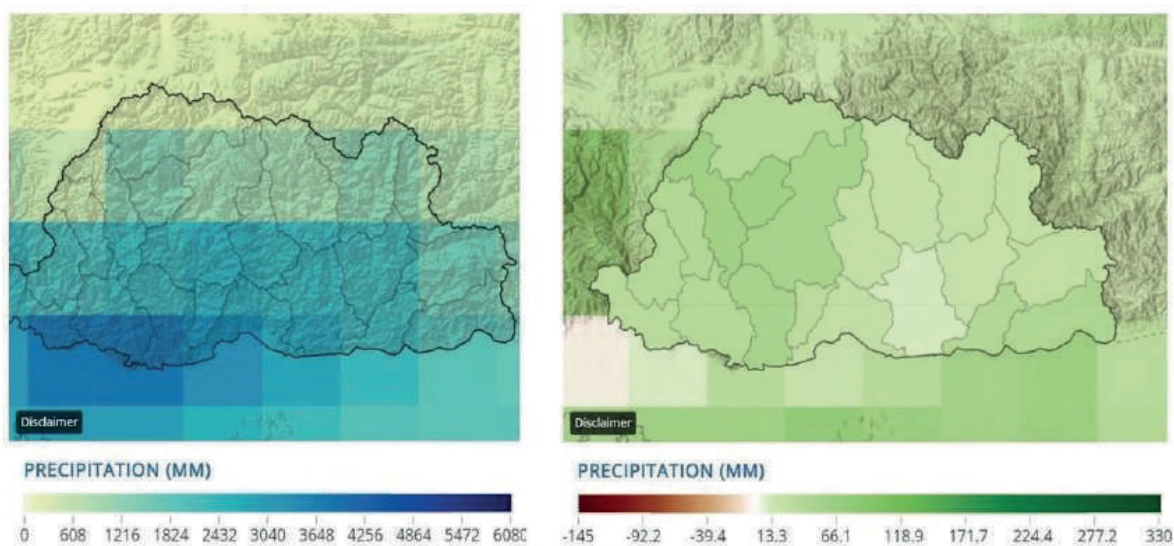 Disclaimer
PRECIPITATION (MM)
0 608 1216 1824 2432 3040 3648 4256 4864 5472 6080
Disclaimer
PRECIPITATION (MM)
-145 -92.2 -39.4 13.3 66.1 118.9 171.7 224.4 277.2 330